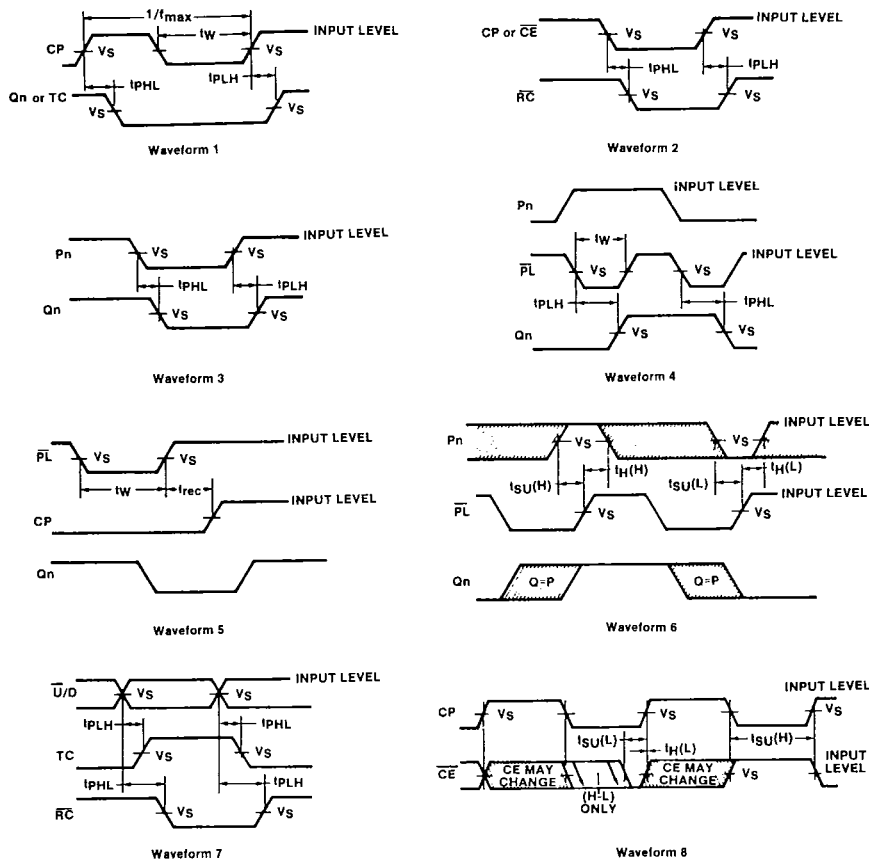 1/fmax
INPUT LEVEL
CP
VS
tW
VS
tPHL
tPLH
Qn or TC
VS
VS
Waveform 1
INPUT LEVEL
CP or CE
VS
VS
tPHL
tPLH
RC
VS
VS
Waveform 2
INPUT LEVEL
Pn
VS
VS
tPHL
tPLH
Qn
VS
VS
Waveform 3
INPUT LEVEL
Pn
tW
INPUT LEVEL
PL
VS
VS
tPLH
tPHL
Qn
VS
VS
Waveform 4
INPUT LEVEL
PL
VS
VS
tW
trec
INPUT LEVEL
CP
Qn
Waveform 5
INPUT LEVEL
Pn
VS
VS
tSU(H)
tH(H)
tSU(L)
tH(L)
INPUT LEVEL
PL
VS
VS
Qn
Q=P
Q=P
Waveform 6
INPUT LEVEL
U/D
VS
VS
tPLH
tPHL
TC
VS
VS
tPHL
tPLH
RC
VS
VS
Waveform 7
INPUT LEVEL
CP
VS
VS
VS
tSU(L)
tH(L)
tSU(H)
INPUT LEVEL
CE
CE MAY CHANGE
CE MAY CHANGE
VS
(H-L) ONLY
Waveform 8